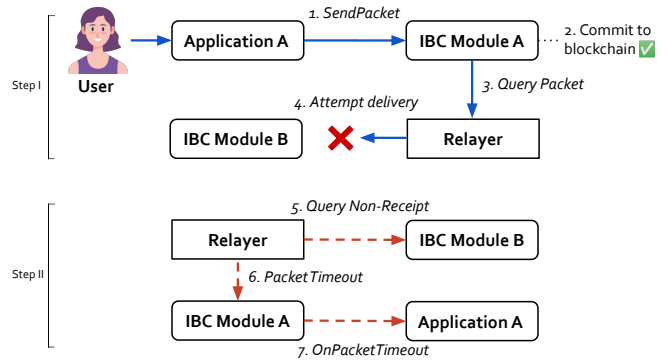 1. SendPacket
Application A
IBC Module A
2. Commit to
blockchain ✅
User
Step I
3. Query Packet
4. Attempt delivery
IBC Module B
Relayer
5. Query Non-Receipt
Relayer
IBC Module B
Step II
6. PacketTimeout
IBC Module A
Application A
7. OnPacketTimeout